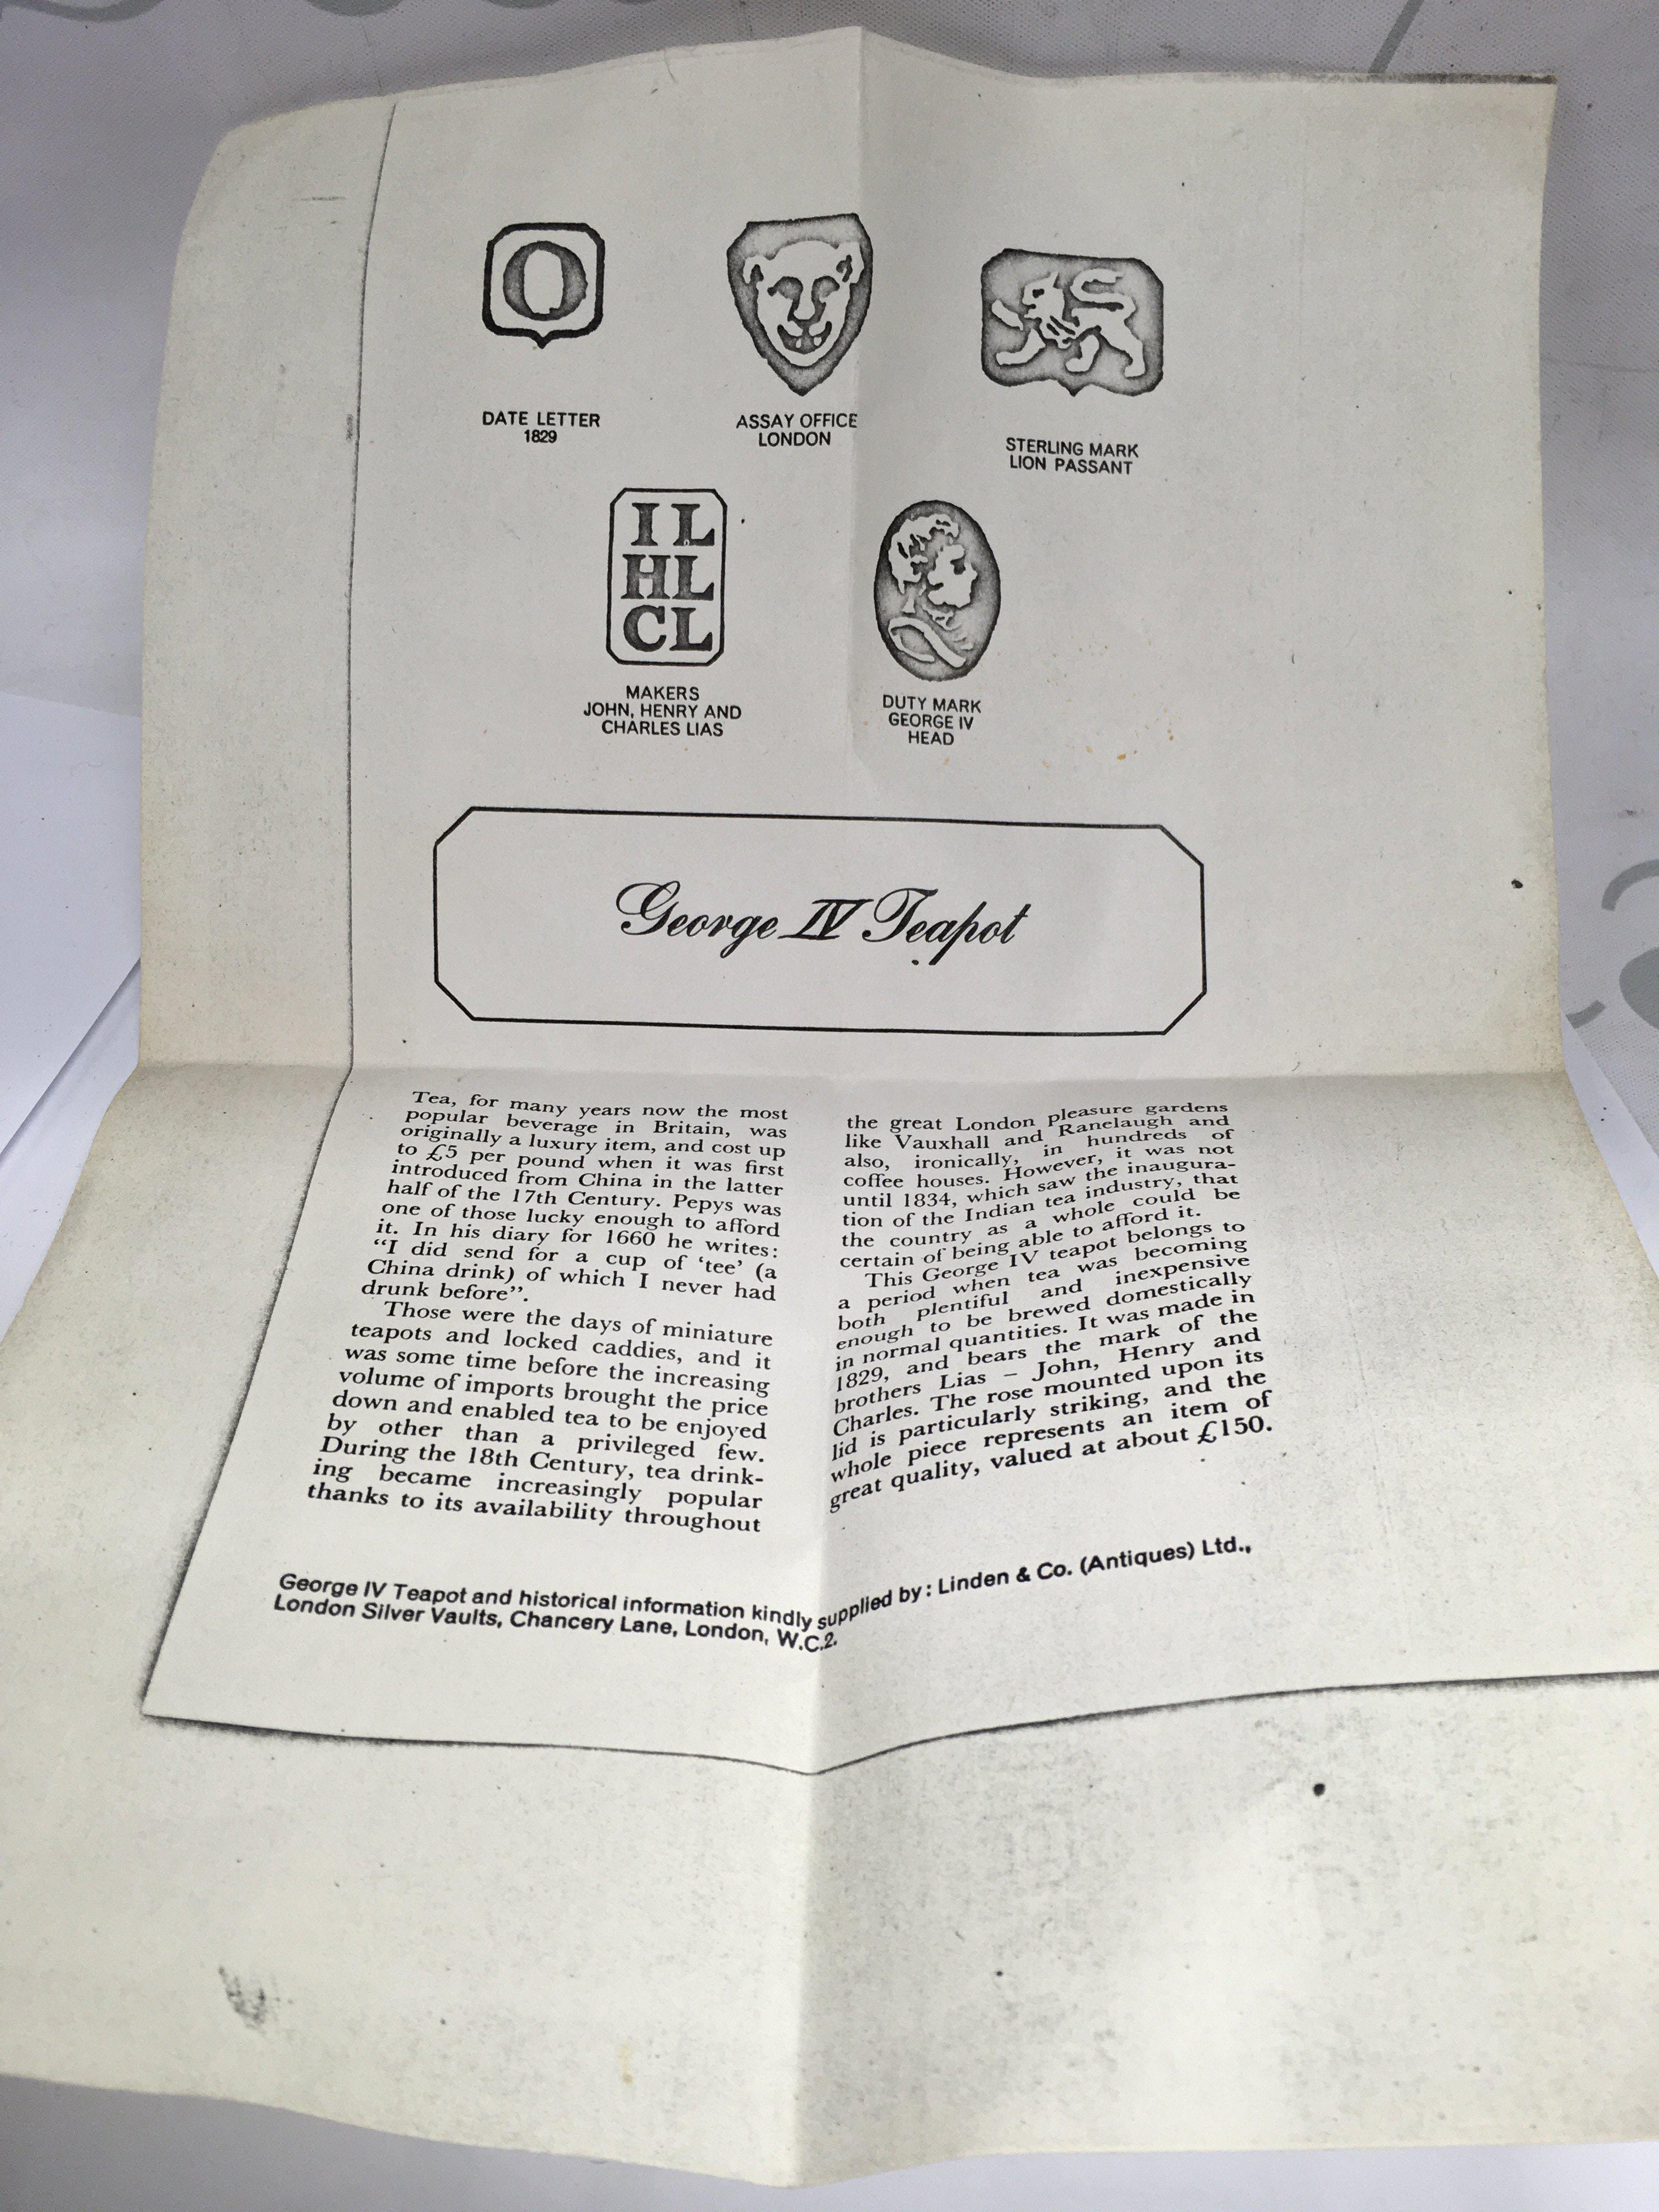 O
DATE LETTER
1829
ASSAY OFFICE
LONDON
STERLING MARK
LION PASSANT
I L
HL
CL
MAKERS
JOHN, HENRY AND
CHARLES LIAS
DUTY MARK
GEORGE IV
HEAD
George IV Teapot
Tea, for many years now the most
popular beverage in Britain, was
originally a luxury item, and cost up
to £5 per pound when it was first
introduced from China in the latter
half of the 17th Century. Pepys was
one of those lucky enough to afford
it. In his diary for 1660 he writes:
“I did send for a cup of ‘tee’ (a
China drink) of which I never had
drunk before”.
Those were the days of miniature
teapots and locked caddies, and it
was some time before the increasing
volume of imports brought the price
down and enabled tea to be enjoyed
by other than a privileged few.
During the 18th Century, tea drink-
ing became increasingly popular
thanks to its availability throughout
the great London pleasure gardens
like Vauxhall and Ranelaugh and
also, ironically, in hundreds of
coffee houses. However, it was not
until 1834, which saw the inaugura-
tion of the Indian tea industry, that
the country as a whole could be
certain of being able to afford it.
This George IV teapot belongs to
a period when tea was becoming
both plentiful and inexpensive
enough to be brewed domestically
in normal quantities. It was made in
1829, and bears the mark of the
brothers Lias – John, Henry and
Charles. The rose mounted upon its
lid is particularly striking, and the
whole piece represents an item of
great quality, valued at about £150.
George IV Teapot and historical information kindly supplied by: Linden & Co. (Antiques) Ltd.,
London Silver Vaults, Chancery Lane, London, W.C.2.